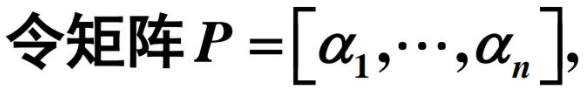 令矩阵 P = [α₁,⋯,αₙ],